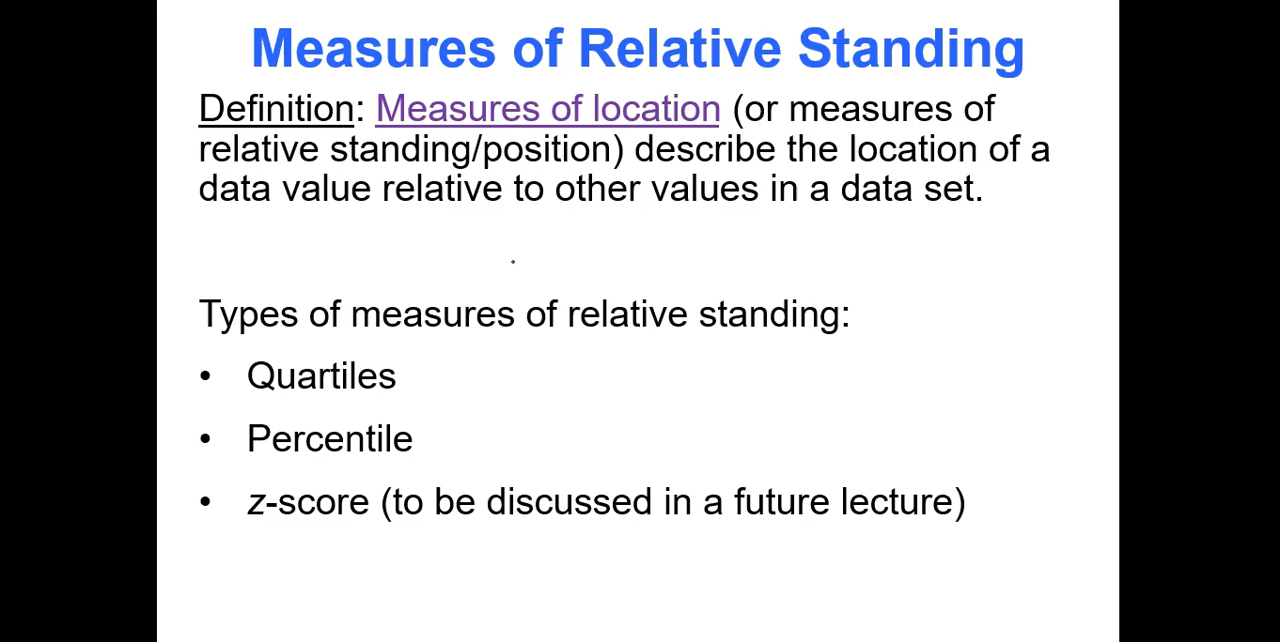 Measures of Relative Standing
Definition: Measures of location (or measures of
relative standing/position) describe the location of a
data value relative to other values in a data set.
Types of measures of relative standing:
• Quartiles
• Percentile
• z-score (to be discussed in a future lecture)